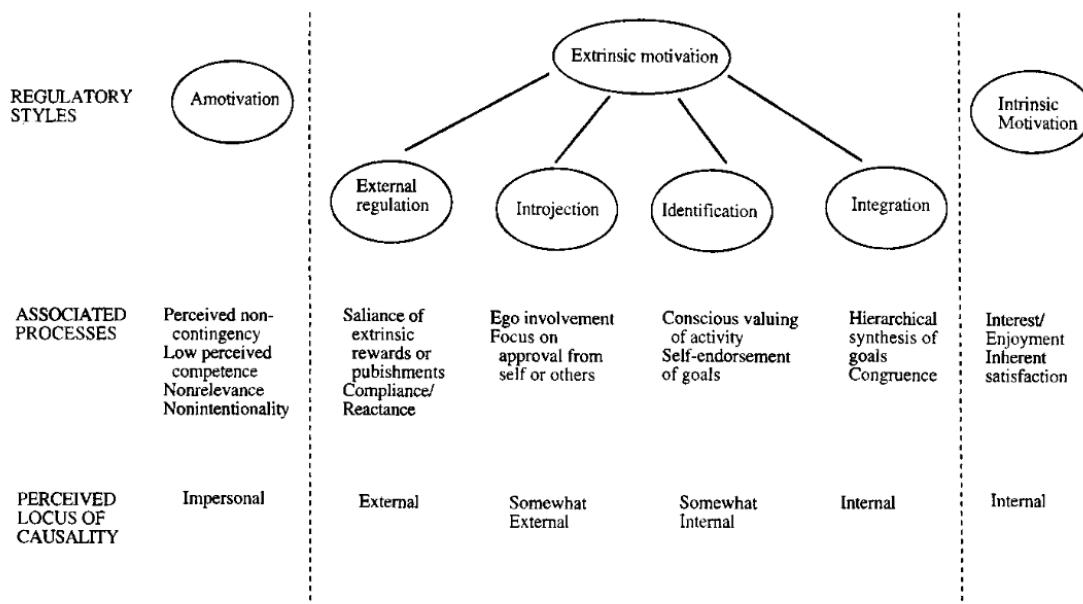 Extrinsic motivation
REGULATORY
STYLES
Amotivation
Intrinsic
Motivation
External
regulation
Introjection
Identification
Integration
ASSOCIATED
PROCESSES
Perceived non-
contingency
Low perceived
competence
Nonrelevance
Nonintentionality
Saliance of
extrinsic
rewards or
pubishments
Compliance/
Reactance
Ego involvement
Focus on
approval from
self or others
Conscious valuing
of activity
Self-endorsement
of goals
Hierarchical
synthesis of
goals
Congruence
Interest/
Enjoyment
Inherent
satisfaction
PERCEIVED
LOCUS OF
CAUSALITY
Impersonal
External
Somewhat
External
Somewhat
Internal
Internal
Internal